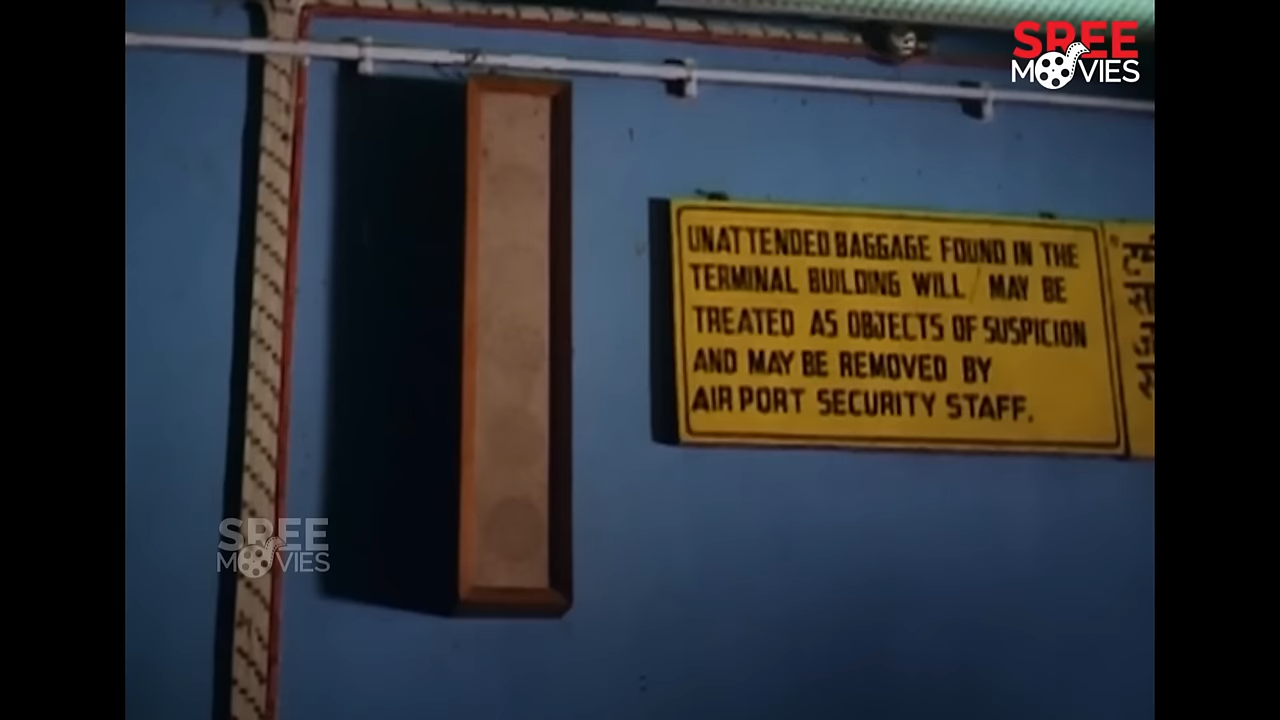 SREE
MOVIES
UNATTENDED BAGGAGE FOUND IN THE
TERMINAL BUILDING WILL / MAY BE
TREATED AS OBJECTS OF SUSPICION
AND MAY BE REMOVED BY
AIR PORT SECURITY STAFF.
SREE
MOVIES